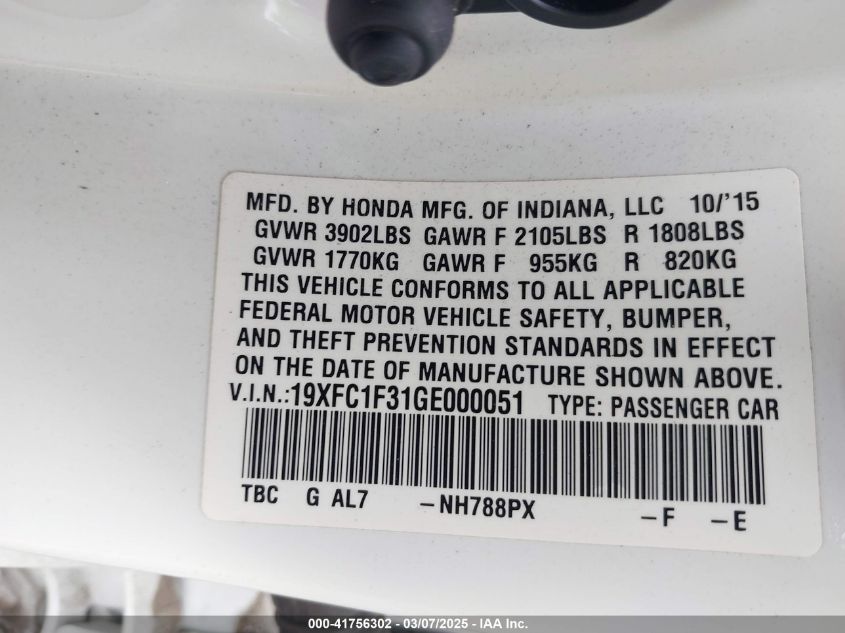 MFD. BY HONDA MFG. OF INDIANA, LLC 10/'15
GVWR 3902LBS GAWR F 2105LBS R 1808LBS
GVWR 1770KG GAWR F 955KG R 820KG
THIS VEHICLE CONFORMS TO ALL APPLICABLE
FEDERAL MOTOR VEHICLE SAFETY, BUMPER,
AND THEFT PREVENTION STANDARDS IN EFFECT
ON THE DATE OF MANUFACTURE SHOWN ABOVE.
V.I.N.:19XFC1F31GE000051 TYPE: PASSENGER CAR
TBC G AL7 –NH788PX –F –E
000-41756302 — 03/07/2025 — IAA Inc.